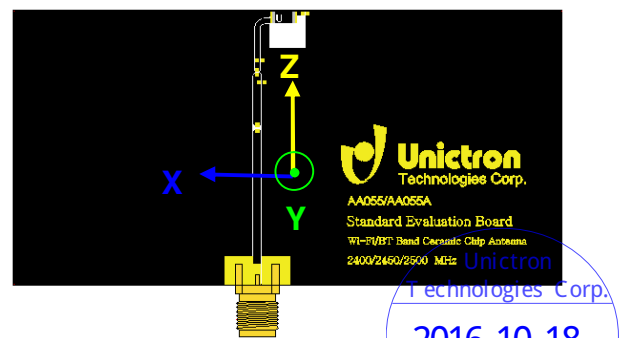 U
Z
X
Y
Unictron
Technologies Corp.
AA055/AA055A
Standard Evaluation Board
Wi-Fi/BT Band Ceramic Chip Antenna
2400/2450/2500 MHz
Unictron
Technologies Corp.
2016-10-18